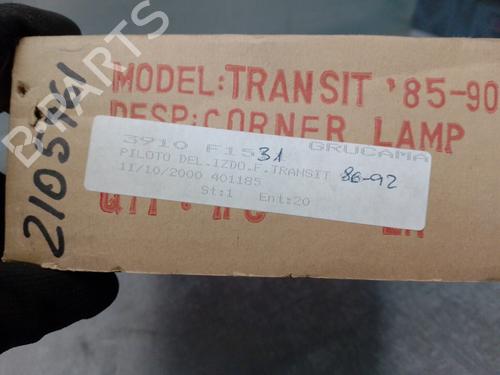 MODEL:TRANSIT '85-90
DESP:CORNER LAMP
3910 F1531 GRUCAMA
PILOTO DEL.IZDO.F.TRANSIT 86-92
11/10/2000 401185
St:1 Ent:20
B-PARTS